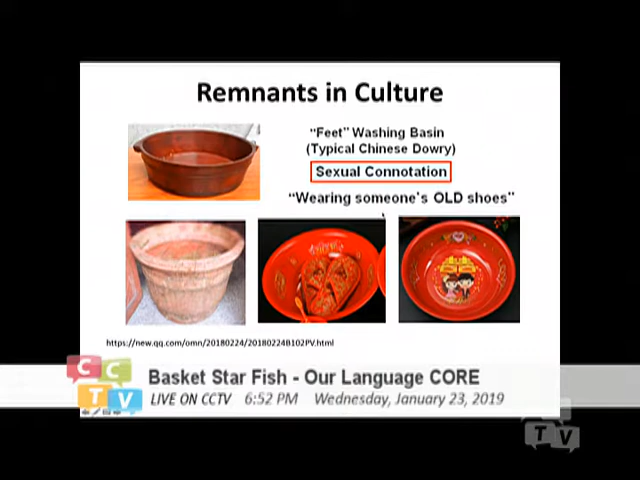 Remnants in Culture
“Feet” Washing Basin
(Typical Chinese Dowry)
Sexual Connotation
“Wearing someone's OLD shoes”
https://new.qq.com/omn/20180224/20180224B102PV.html
C
C
T
V
Basket Star Fish - Our Language CORE
LIVE ON CCTV 6:52 PM Wednesday, January 23, 2019
T V